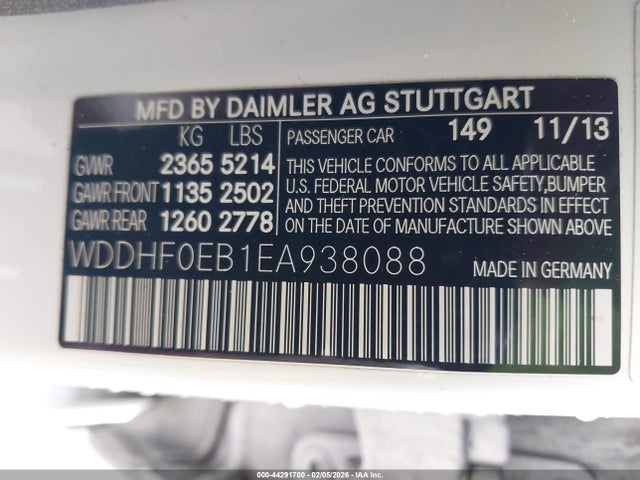 MFD BY DAIMLER AG STUTTGART
KG LBS
PASSENGER CAR 149 11/13
GVWR 2365 5214
GAWR FRONT 1135 2502
GAWR REAR 1260 2778
THIS VEHICLE CONFORMS TO ALL APPLICABLE
U.S. FEDERAL MOTOR VEHICLE SAFETY,BUMPER
AND THEFT PREVENTION STANDARDS IN EFFECT
ON THE DATE OF MANUFACTURE SHOWN ABOVE
WDDHF0EB1EA938088 MADE IN GERMANY
000-44291700 - 02/05/2026 - IAA Inc.